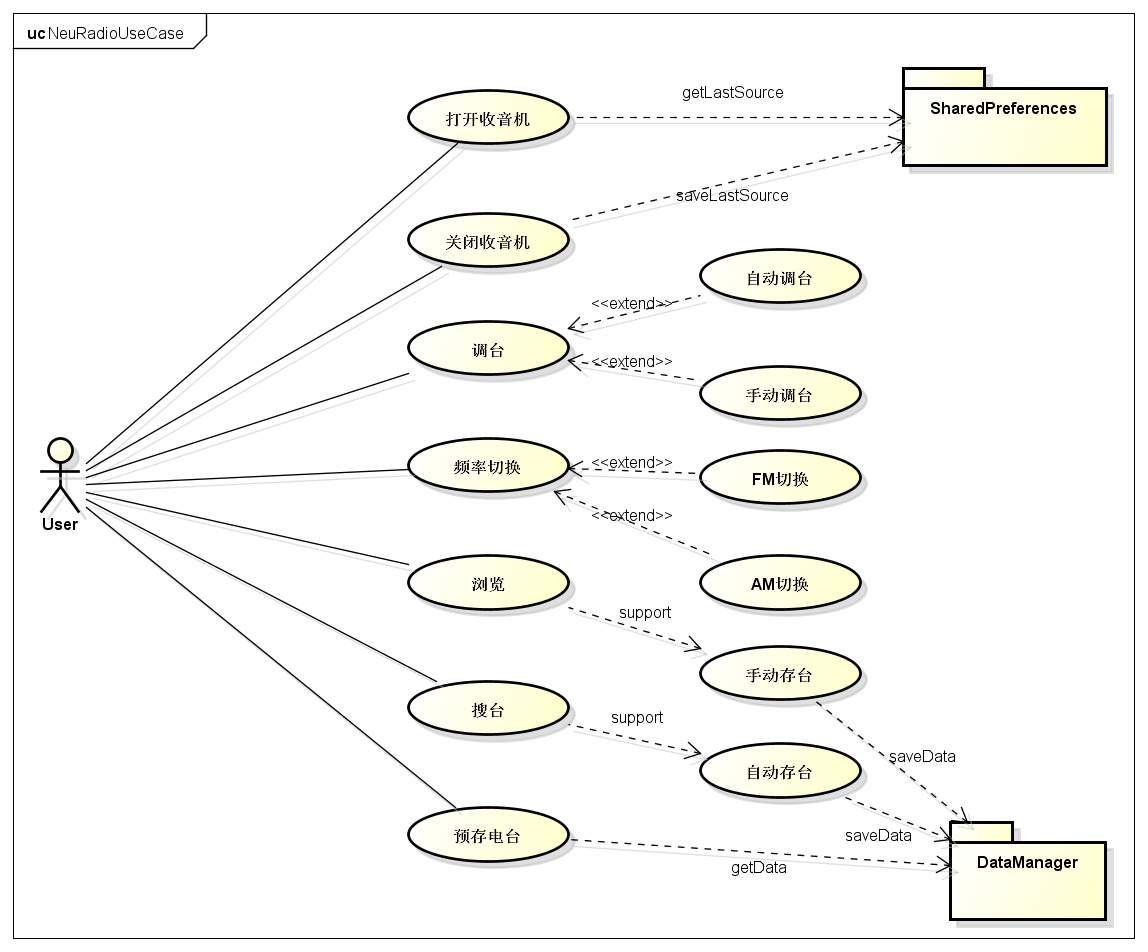 uc NeuRadioUseCase
getLastSource
SharedPreferences
打开收音机
saveLastSource
关闭收音机
自动调台
<<extend>>
调台
<<extend>>
手动调台
频率切换
<<extend>>
FM切换
<<extend>>
User
浏览
AM切换
support
手动存台
搜台
support
自动存台
saveData
预存电台
saveData
getData
DataManager